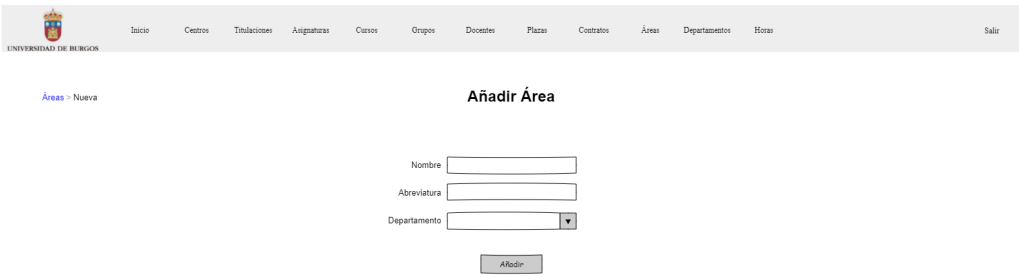 UNIVERSIDAD DE BURGOS
Inicio Centros Titulaciones Asignaturas Cursos Grupos Docentes Plazas Contratos Áreas Departamentos Horas Salir
Áreas > Nueva
Añadir Área
Nombre
Abreviatura
Departamento
Añadir